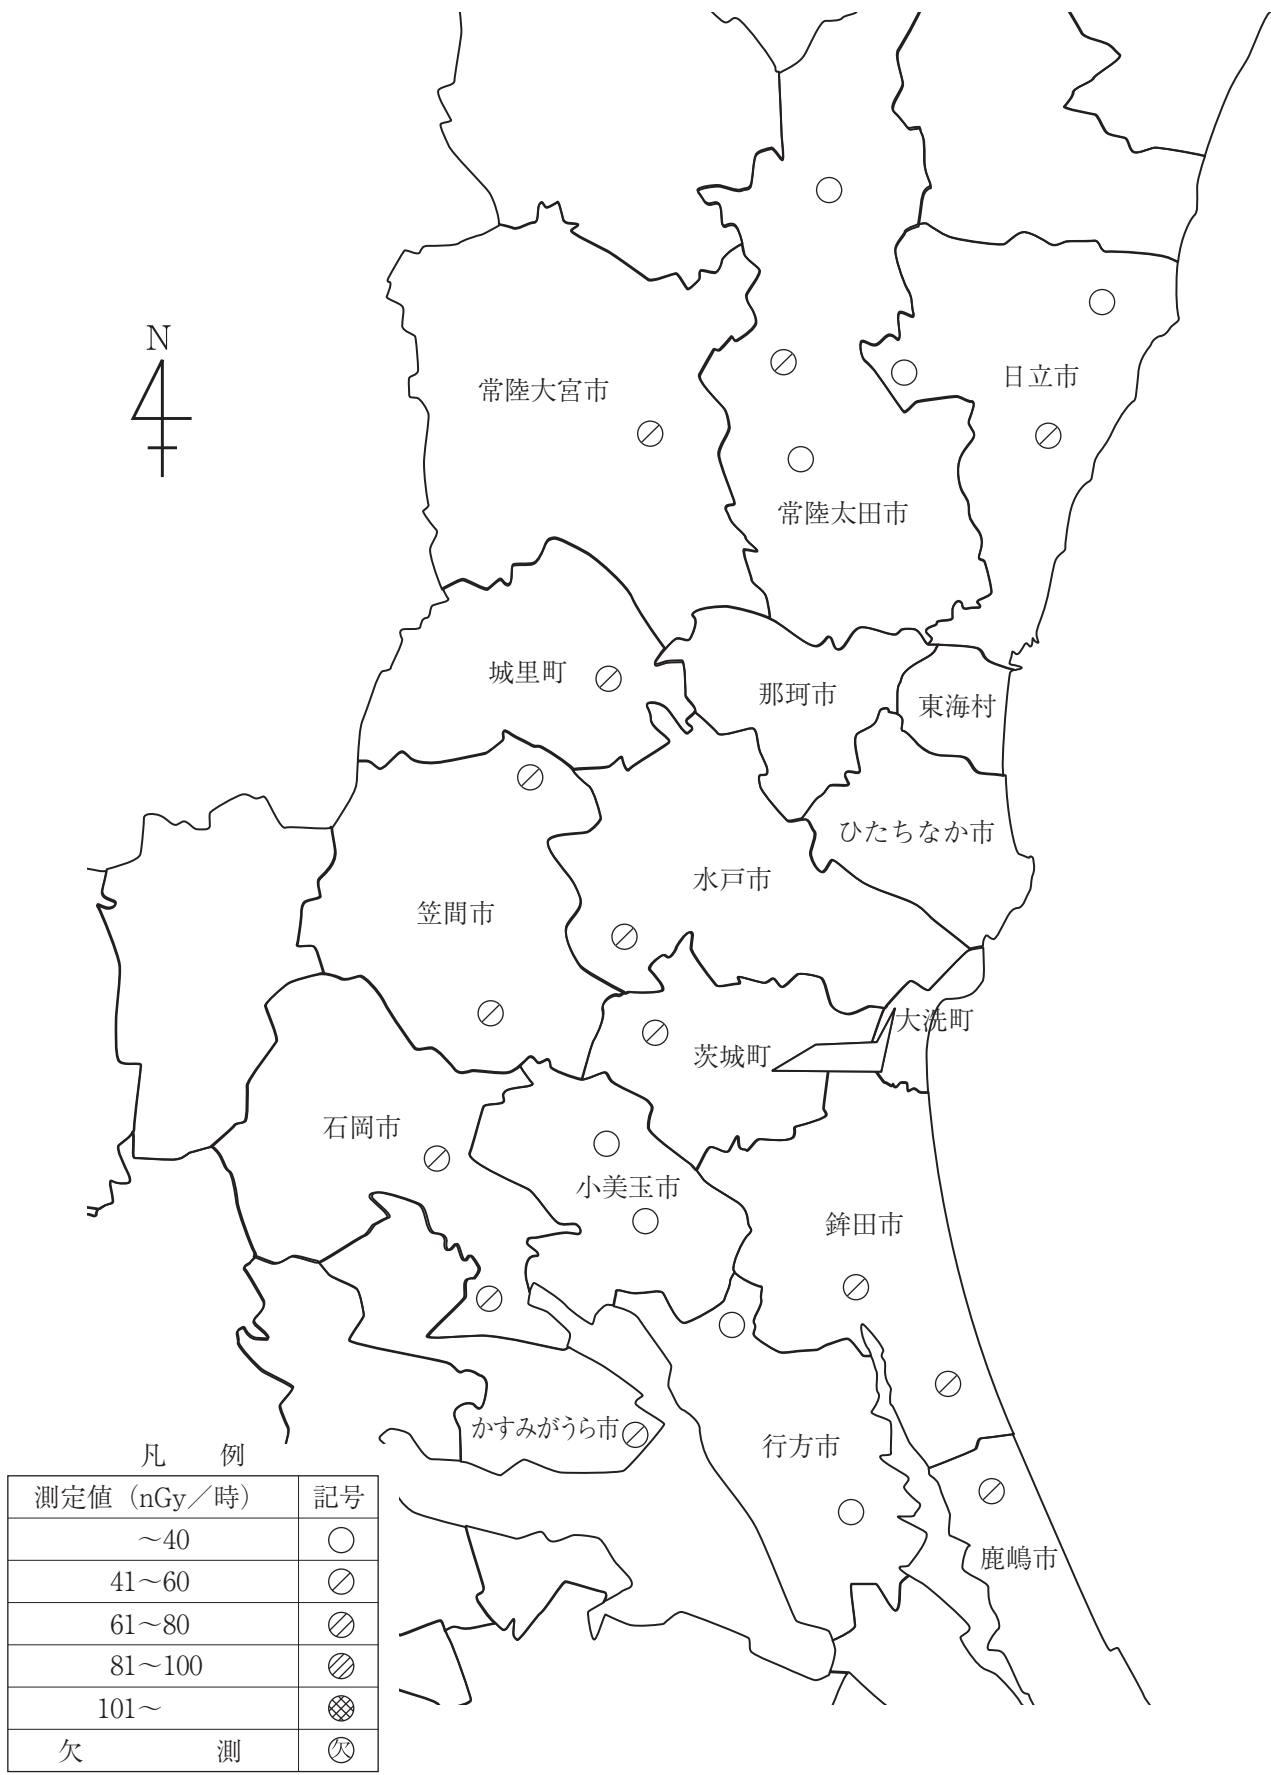 N
常陸大宮市
日立市
常陸太田市
城里町
那珂市
東海村
ひたちなか市
水戸市
笠間市
大洗町
茨城町
石岡市
小美玉市
鉾田市
かすみがうら市
行方市
鹿嶋市
凡 例
測定値（nGy／時） 記号
～40
41～60
61～80
81～100
101～
欠 測 欠